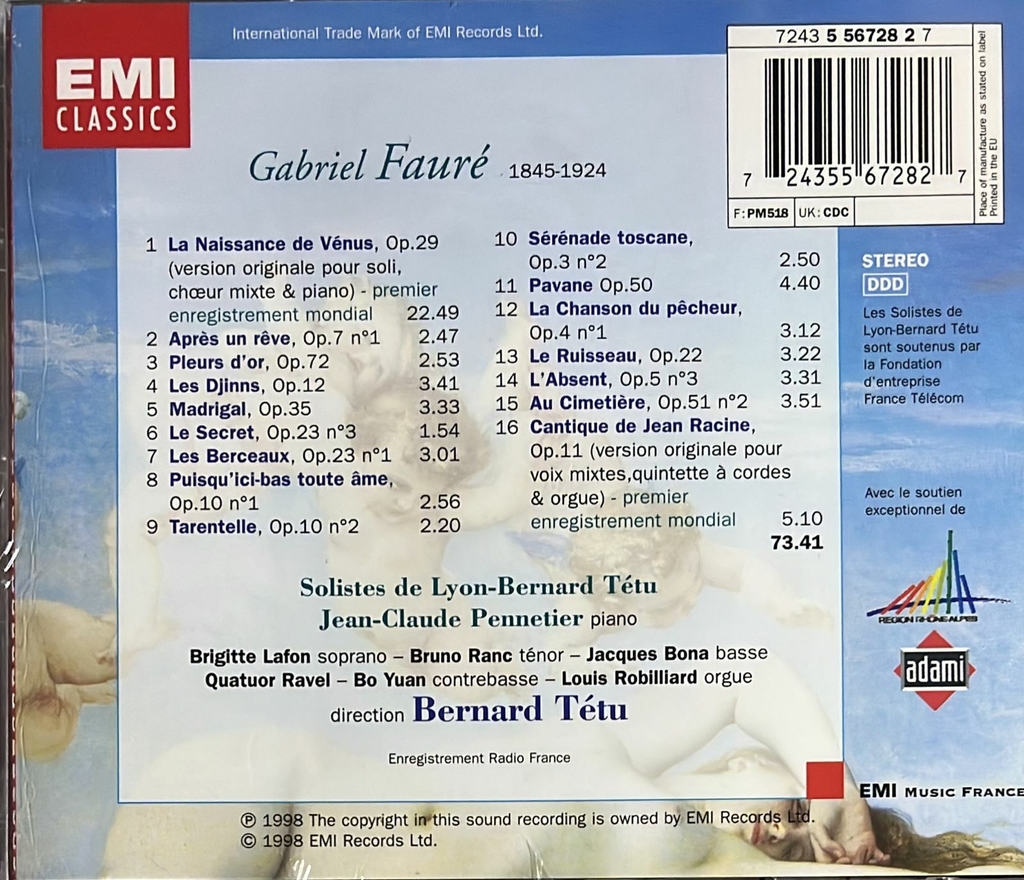 International Trade Mark of EMI Records Ltd.
EMI
CLASSICS
7243 5 56728 2 7
7 24355 67282 7
F: PM518 UK: CDC
Place of manufacture as stated on label
Printed in the EU
Gabriel Fauré 1845-1924
1 La Naissance de Vénus, Op.29
(version originale pour soli,
chœur mixte & piano) - premier
enregistrement mondial 22.49
2 Après un rêve, Op.7 n°1 2.47
3 Pleurs d'or, Op.72 2.53
4 Les Djinns, Op.12 3.41
5 Madrigal, Op.35 3.33
6 Le Secret, Op.23 n°3 1.54
7 Les Berceaux, Op.23 n°1 3.01
8 Puisqu'ici-bas toute âme,
Op.10 n°1 2.56
9 Tarentelle, Op.10 n°2 2.20
10 Sérénade toscane,
Op.3 n°2 2.50
11 Pavane Op.50 4.40
12 La Chanson du pêcheur,
Op.4 n°1 3.12
13 Le Ruisseau, Op.22 3.22
14 L'Absent, Op.5 n°3 3.31
15 Au Cimetière, Op.51 n°2 3.51
16 Cantique de Jean Racine,
Op.11 (version originale pour
voix mixtes,quintette à cordes
& orgue) - premier
enregistrement mondial 5.10
73.41
Solistes de Lyon-Bernard Tétu
Jean-Claude Pennetier piano
Brigitte Lafon soprano – Bruno Ranc ténor – Jacques Bona basse
Quatuor Ravel – Bo Yuan contrebasse – Louis Robilliard orgue
direction Bernard Tétu
Enregistrement Radio France
STEREO
DDD
Les Solistes de
Lyon-Bernard Tétu
sont soutenus par
la Fondation
d'entreprise
France Télécom
Avec le soutien
exceptionnel de
REGION RHONE-ALPES
adami
EMI MUSIC FRANCE
℗ 1998 The copyright in this sound recording is owned by EMI Records Ltd.
© 1998 EMI Records Ltd.